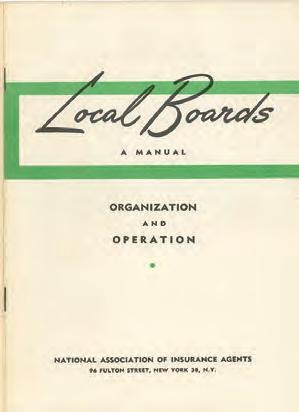 Local Boards
A MANUAL
ORGANIZATION
AND
OPERATION
NATIONAL ASSOCIATION OF INSURANCE AGENTS
96 FULTON STREET, NEW YORK 38, N.Y.